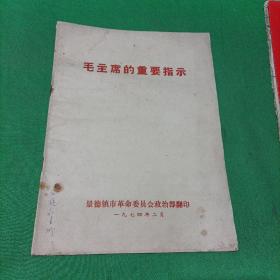 毛主席的重要指示
景德镇市革命委员会政治部翻印
一九七四年二月